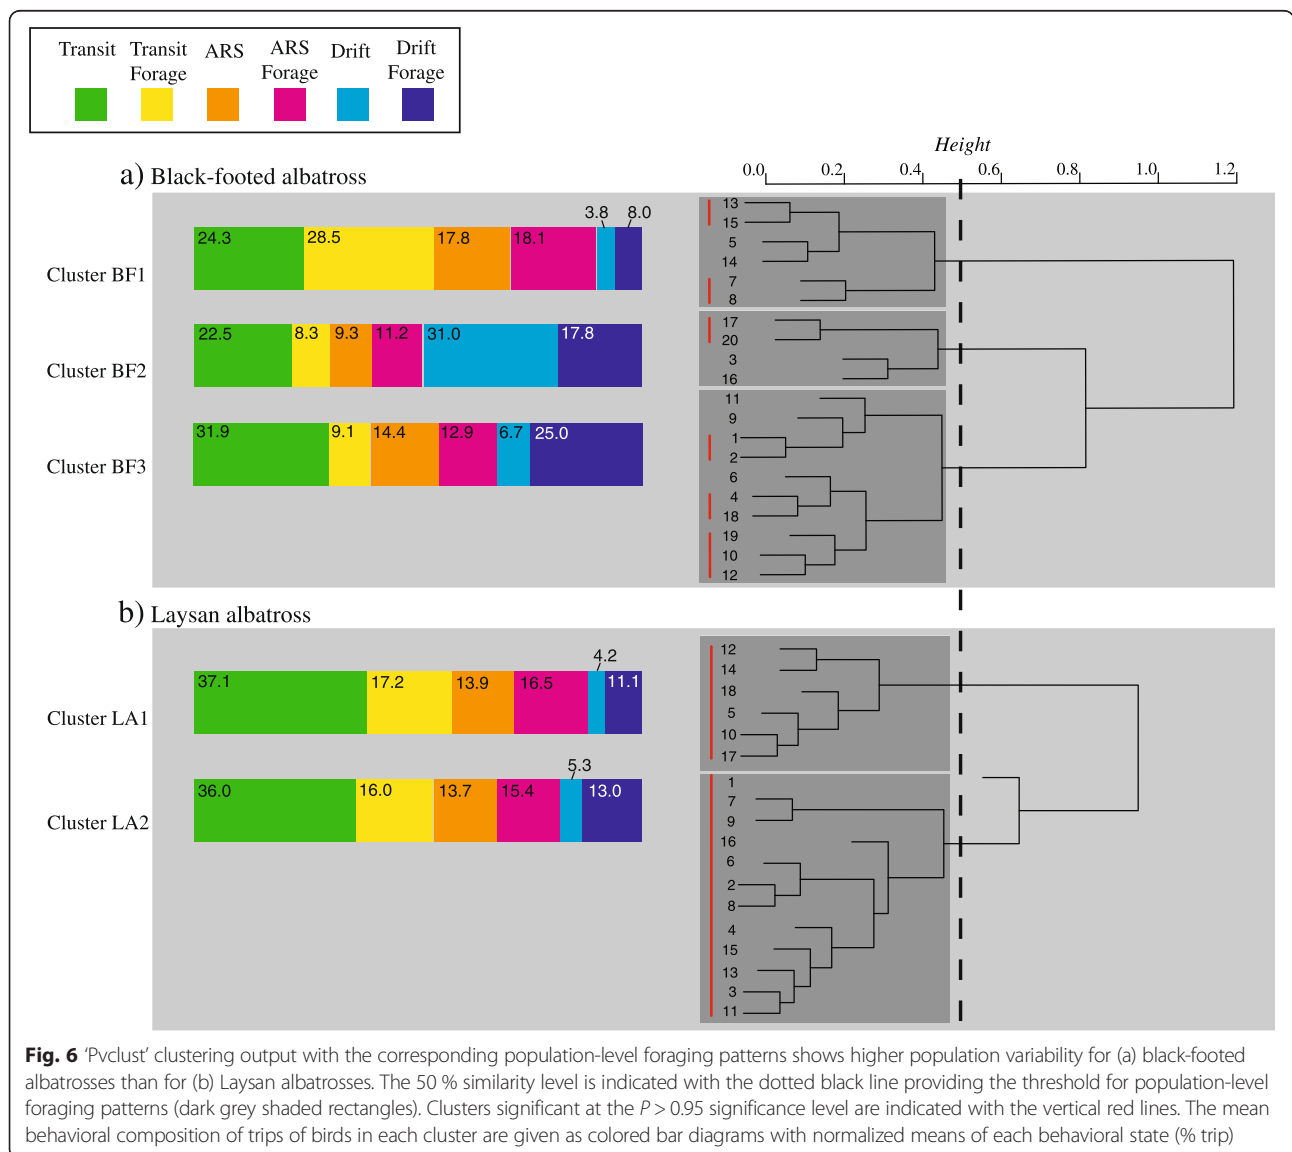 Transit Transit Forage ARS ARS Forage Drift Drift Forage
Height
0.0 0.2 0.4 0.6 0.8 1.0 1.2
a) Black-footed albatross
Cluster BF1
24.3 28.5 17.8 18.1 3.8 8.0
Cluster BF2
22.5 8.3 9.3 11.2 31.0 17.8
Cluster BF3
31.9 9.1 14.4 12.9 6.7 25.0
13
15
5
14
7
8
17
20
3
16
11
9
1
2
6
4
18
19
10
12
b) Laysan albatross
Cluster LA1
37.1 17.2 13.9 16.5 4.2 11.1
Cluster LA2
36.0 16.0 13.7 15.4 5.3 13.0
12
14
18
5
10
17
1
7
9
16
6
2
8
4
15
13
3
11
Fig. 6 'Pvclust' clustering output with the corresponding population-level foraging patterns shows higher population variability for (a) black-footed
albatrosses than for (b) Laysan albatrosses. The 50 % similarity level is indicated with the dotted black line providing the threshold for population-level
foraging patterns (dark grey shaded rectangles). Clusters significant at the P > 0.95 significance level are indicated with the vertical red lines. The mean
behavioral composition of trips of birds in each cluster are given as colored bar diagrams with normalized means of each behavioral state (% trip)